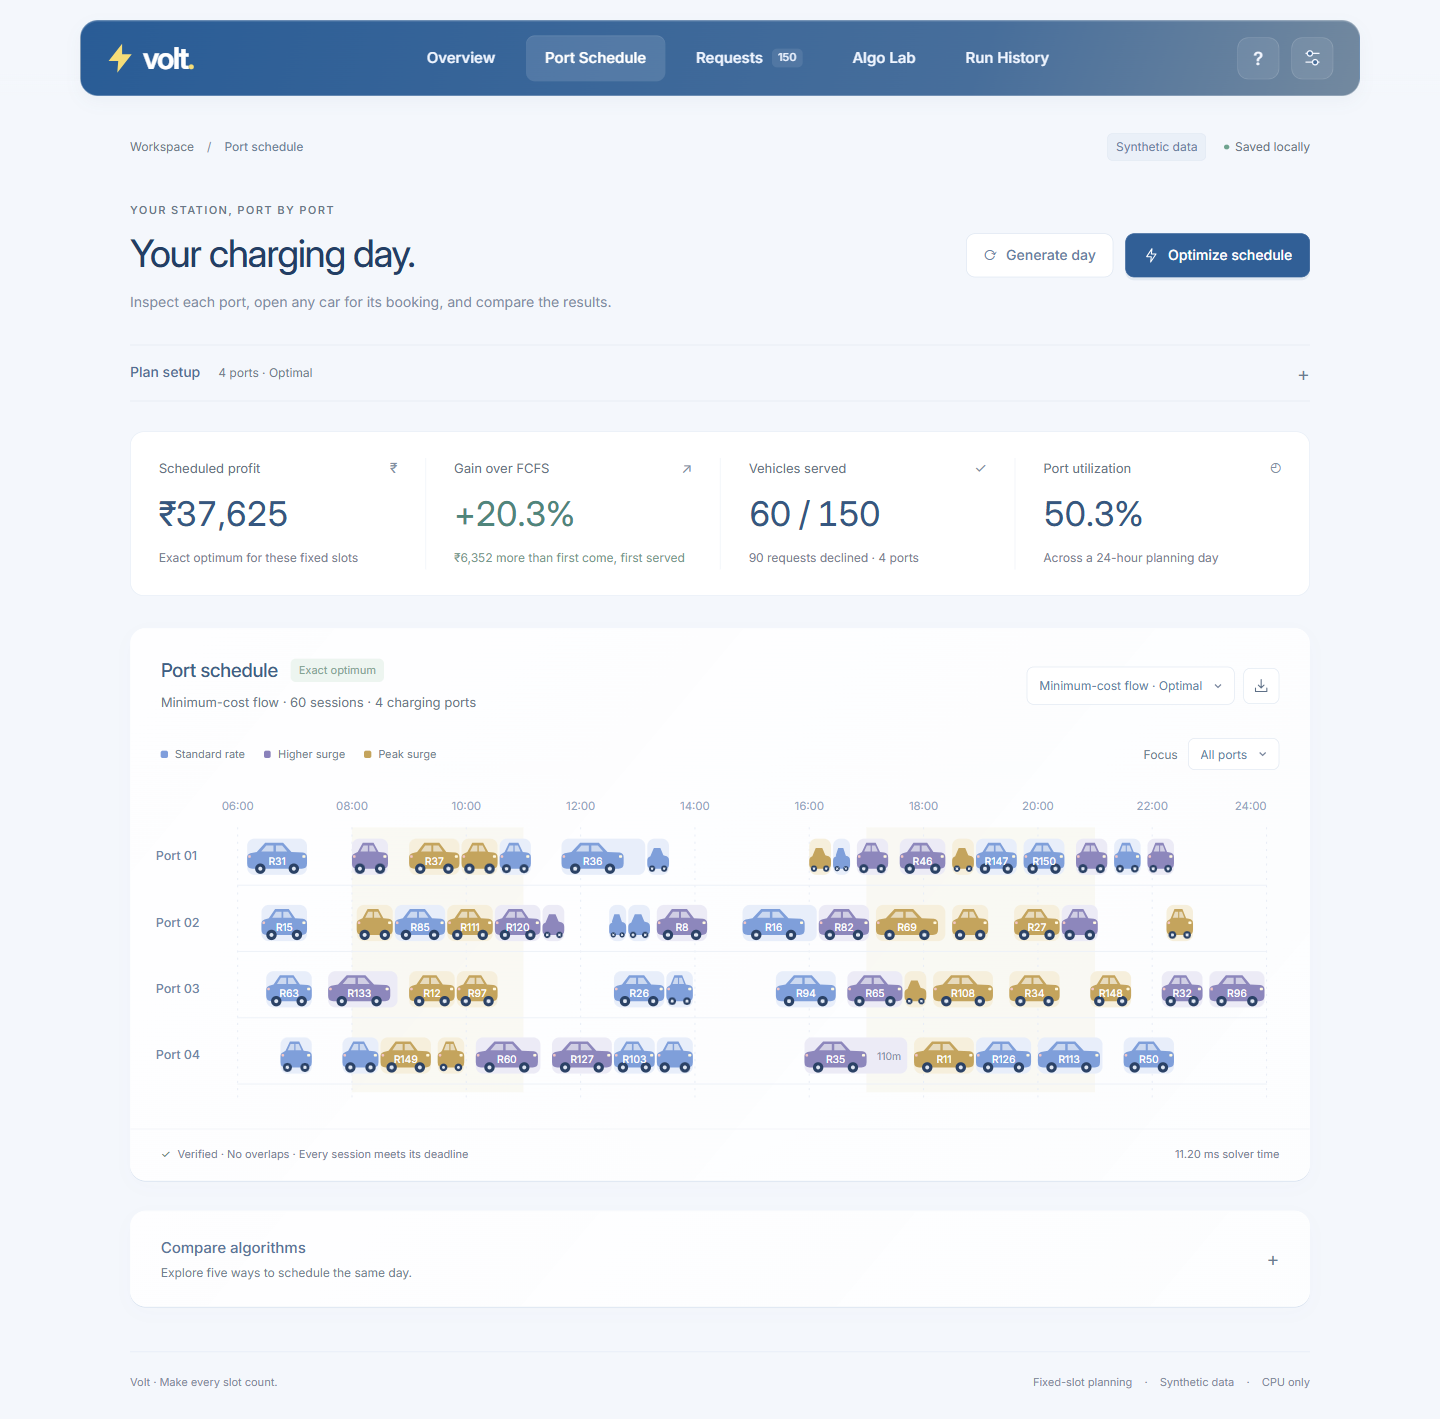 volt.
Overview
Port Schedule
Requests 150
Algo Lab
Run History
?
Workspace / Port schedule
Synthetic data
Saved locally
YOUR STATION, PORT BY PORT
Your charging day.
Generate day
Optimize schedule
Inspect each port, open any car for its booking, and compare the results.
Plan setup 4 ports · Optimal +
Scheduled profit ₹
₹37,625
Exact optimum for these fixed slots
Gain over FCFS
+20.3%
₹6,352 more than first come, first served
Vehicles served
60 / 150
90 requests declined · 4 ports
Port utilization
50.3%
Across a 24-hour planning day
Port schedule Exact optimum
Minimum-cost flow · 60 sessions · 4 charging ports
Minimum-cost flow · Optimal
Standard rate Higher surge Peak surge
Focus All ports
06:00 08:00 10:00 12:00 14:00 16:00 18:00 20:00 22:00 24:00
Port 01 R31 R37 R36 R46 R147 R150
Port 02 R15 R85 R111 R120 R8 R16 R82 R69 R27
Port 03 R63 R133 R12 R97 R26 R94 R65 R108 R34 R148 R32 R96
Port 04 R149 R60 R127 R103 R35 110m R11 R126 R113 R50
Verified · No overlaps · Every session meets its deadline
11.20 ms solver time
Compare algorithms
Explore five ways to schedule the same day.
+
Volt · Make every slot count.
Fixed-slot planning · Synthetic data · CPU only